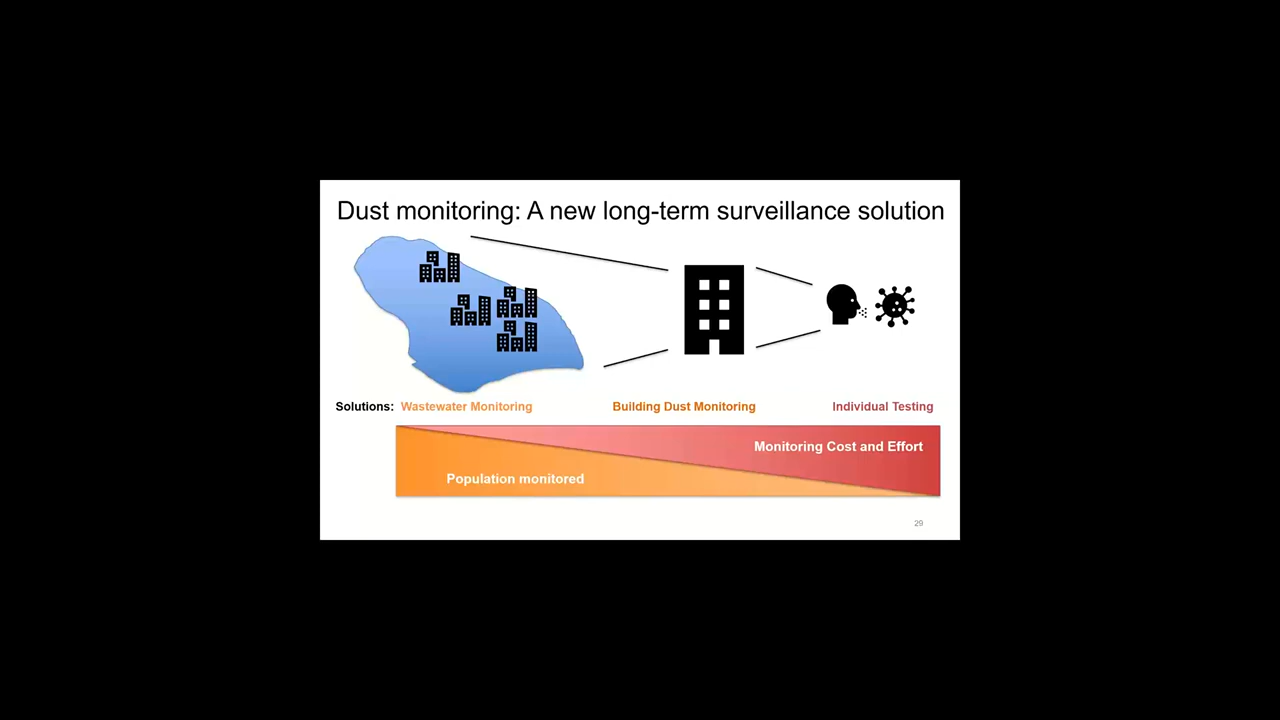 Dust monitoring: A new long-term surveillance solution
Solutions: Wastewater Monitoring Building Dust Monitoring Individual Testing
Monitoring Cost and Effort
Population monitored
29